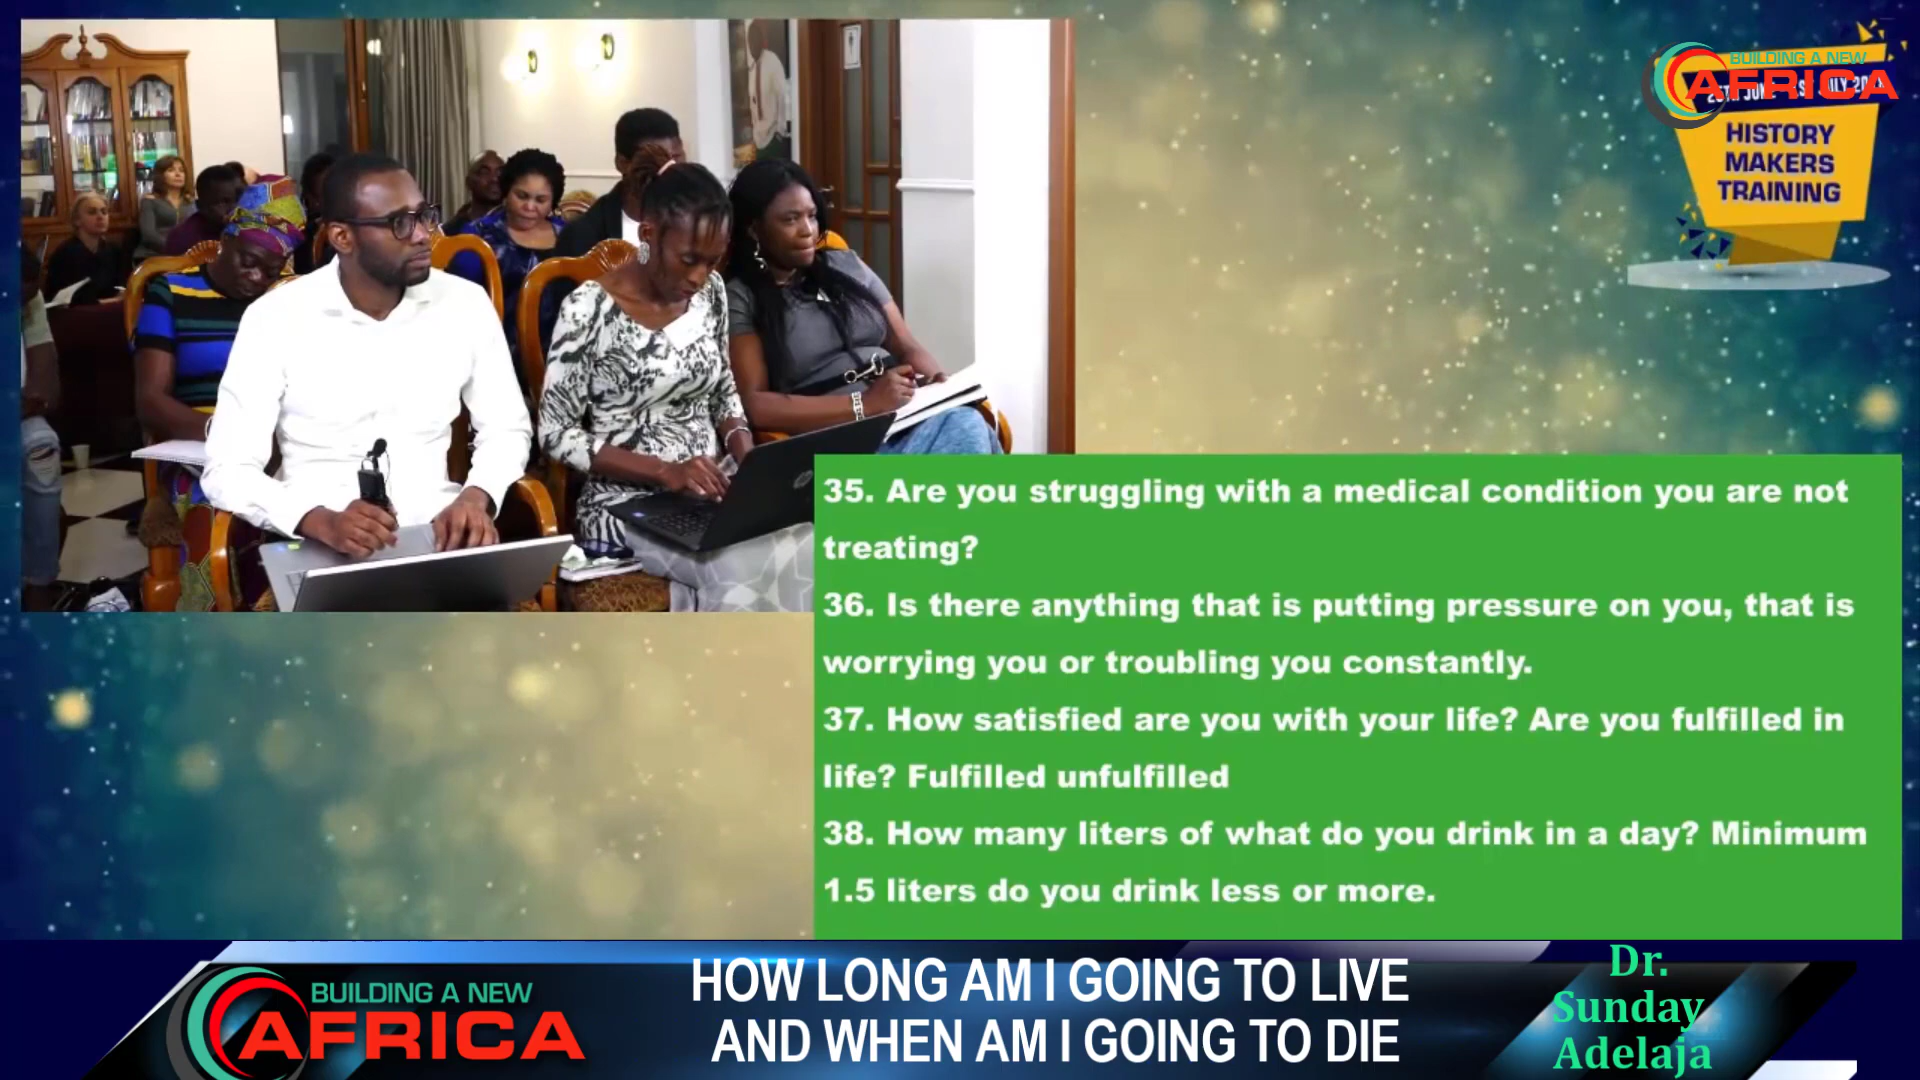 BUILDING A NEW
AFRICA
HISTORY
MAKERS
TRAINING
35. Are you struggling with a medical condition you are not
treating?
36. Is there anything that is putting pressure on you, that is
worrying you or troubling you constantly.
37. How satisfied are you with your life? Are you fulfilled in
life? Fulfilled unfulfilled
38. How many liters of what do you drink in a day? Minimum
1.5 liters do you drink less or more.
BUILDING A NEW
AFRICA
HOW LONG AM I GOING TO LIVE
AND WHEN AM I GOING TO DIE
Dr.
Sunday
Adelaja